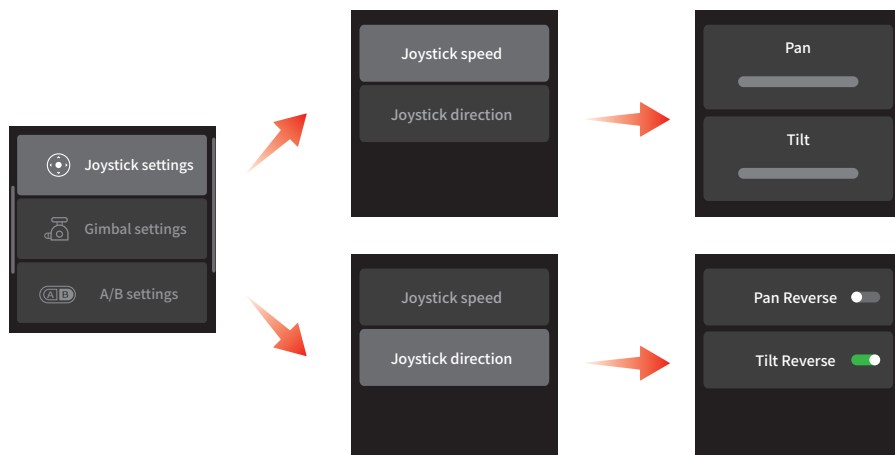 Joystick settings
Gimbal settings
A B
A/B settings
Joystick speed
Joystick direction
Pan
Tilt
Joystick speed
Joystick direction
Pan Reverse
Tilt Reverse